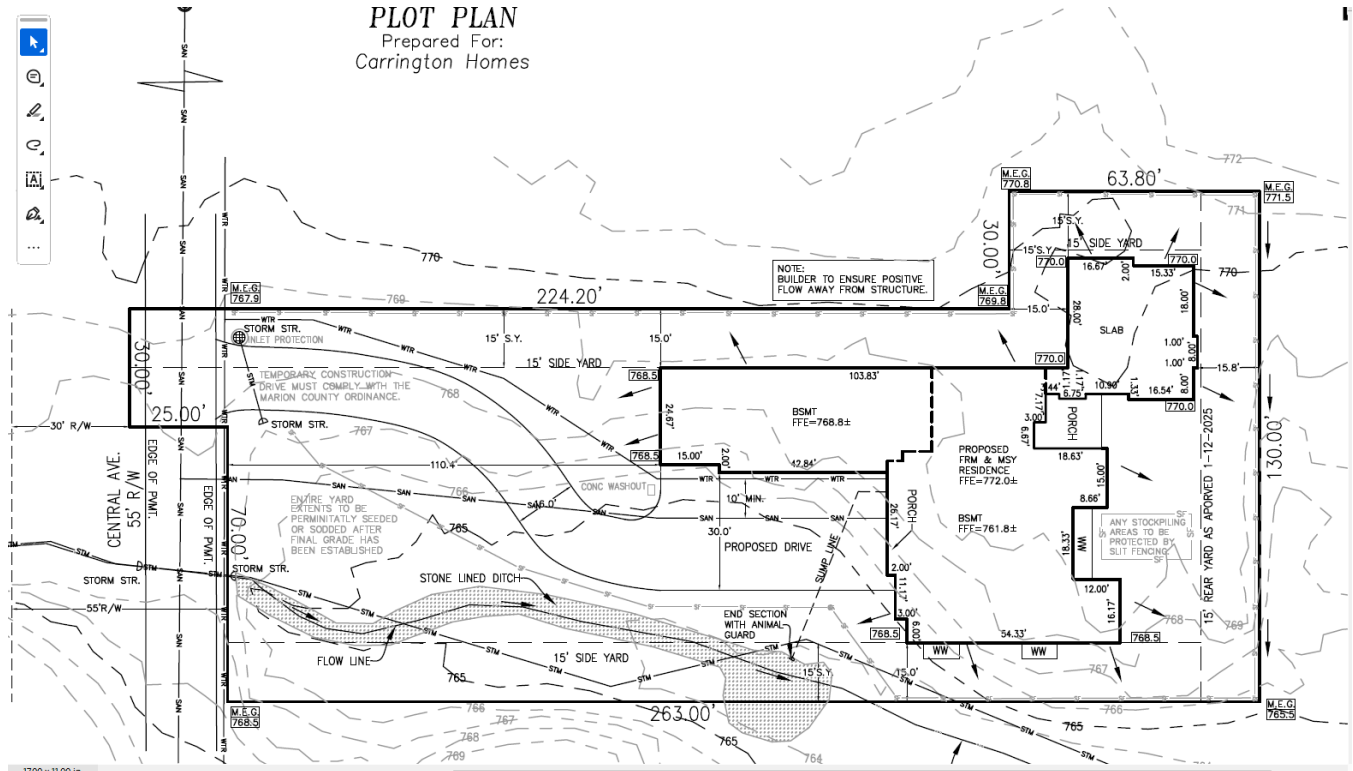 PLOT PLAN
Prepared For:
Carrington Homes
SAN
SAN
SAN
772
M.E.G.
770.8
63.80'
M.E.G.
771.5
771
15'S.Y.
15'S.Y.
15' SIDE YARD
30.00'
770
NOTE:
BUILDER TO ENSURE POSITIVE
FLOW AWAY FROM STRUCTURE.
770.0
16.67'
2.00'
770.0
15.33'
770
M.E.G.
767.9
769
224.20'
M.E.G.
769.8
15.0'
28.00'
18.00'
SLAB
WTR
STORM STR.
INLET PROTECTION
15' S.Y.
15.0'
15' SIDE YARD
1.00'
8.00'
1.00'
770.0
15.8'
30.00'
TEMPORARY CONSTRUCTION
DRIVE MUST COMPLY WITH THE
MARION COUNTY ORDINANCE.
768
768.5
103.83'
7.17'
6.75'
10.90'
1.33'
16.54'
8.00'
770.0
25.00'
30' R/W
STORM STR.
767
24.67'
BSMT
FFE=768.8±
3.00'
6.67'
PORCH
18.63'
130.00'
CENTRAL AVE.
55' R/W
EDGE OF PVMT.
EDGE OF PVMT.
110.4'
768.5
15.00'
2.00'
42.84'
PROPOSED
FRM & MSY
RESIDENCE
FFE=772.0±
15.00'
15' REAR YARD AS APORVED 1-12-2025
766
CONC WASHOUT
16.0'
10' MIN.
70.00'
ENTIRE YARD
EXTENTS TO BE
PERMINITATLY SEEDED
OR SODDED AFTER
FINAL GRADE HAS
BEEN ESTABLISHED
765
30.0'
PROPOSED DRIVE
SUMP LINE
PORCH
26.17'
BSMT
FFE=761.8±
8.66'
18.33'
WW
ANY STOCKPILING
AREAS TO BE
PROTECTED BY
SLIT FENCING
STM
STORM STR.
STORM STR.
STONE LINED DITCH
2.00'
11.17'
12.00'
16.17'
55'R/W
END SECTION
WITH ANIMAL
GUARD
3.00'
6.00'
768.5
54.33'
768.5
768
769
FLOW LINE
15' SIDE YARD
WW
WW
767
765
15'S.Y.
15.0'
766
M.E.G.
768.5
766
767
768
769
263.00'
765
764
765
M.E.G.
765.5